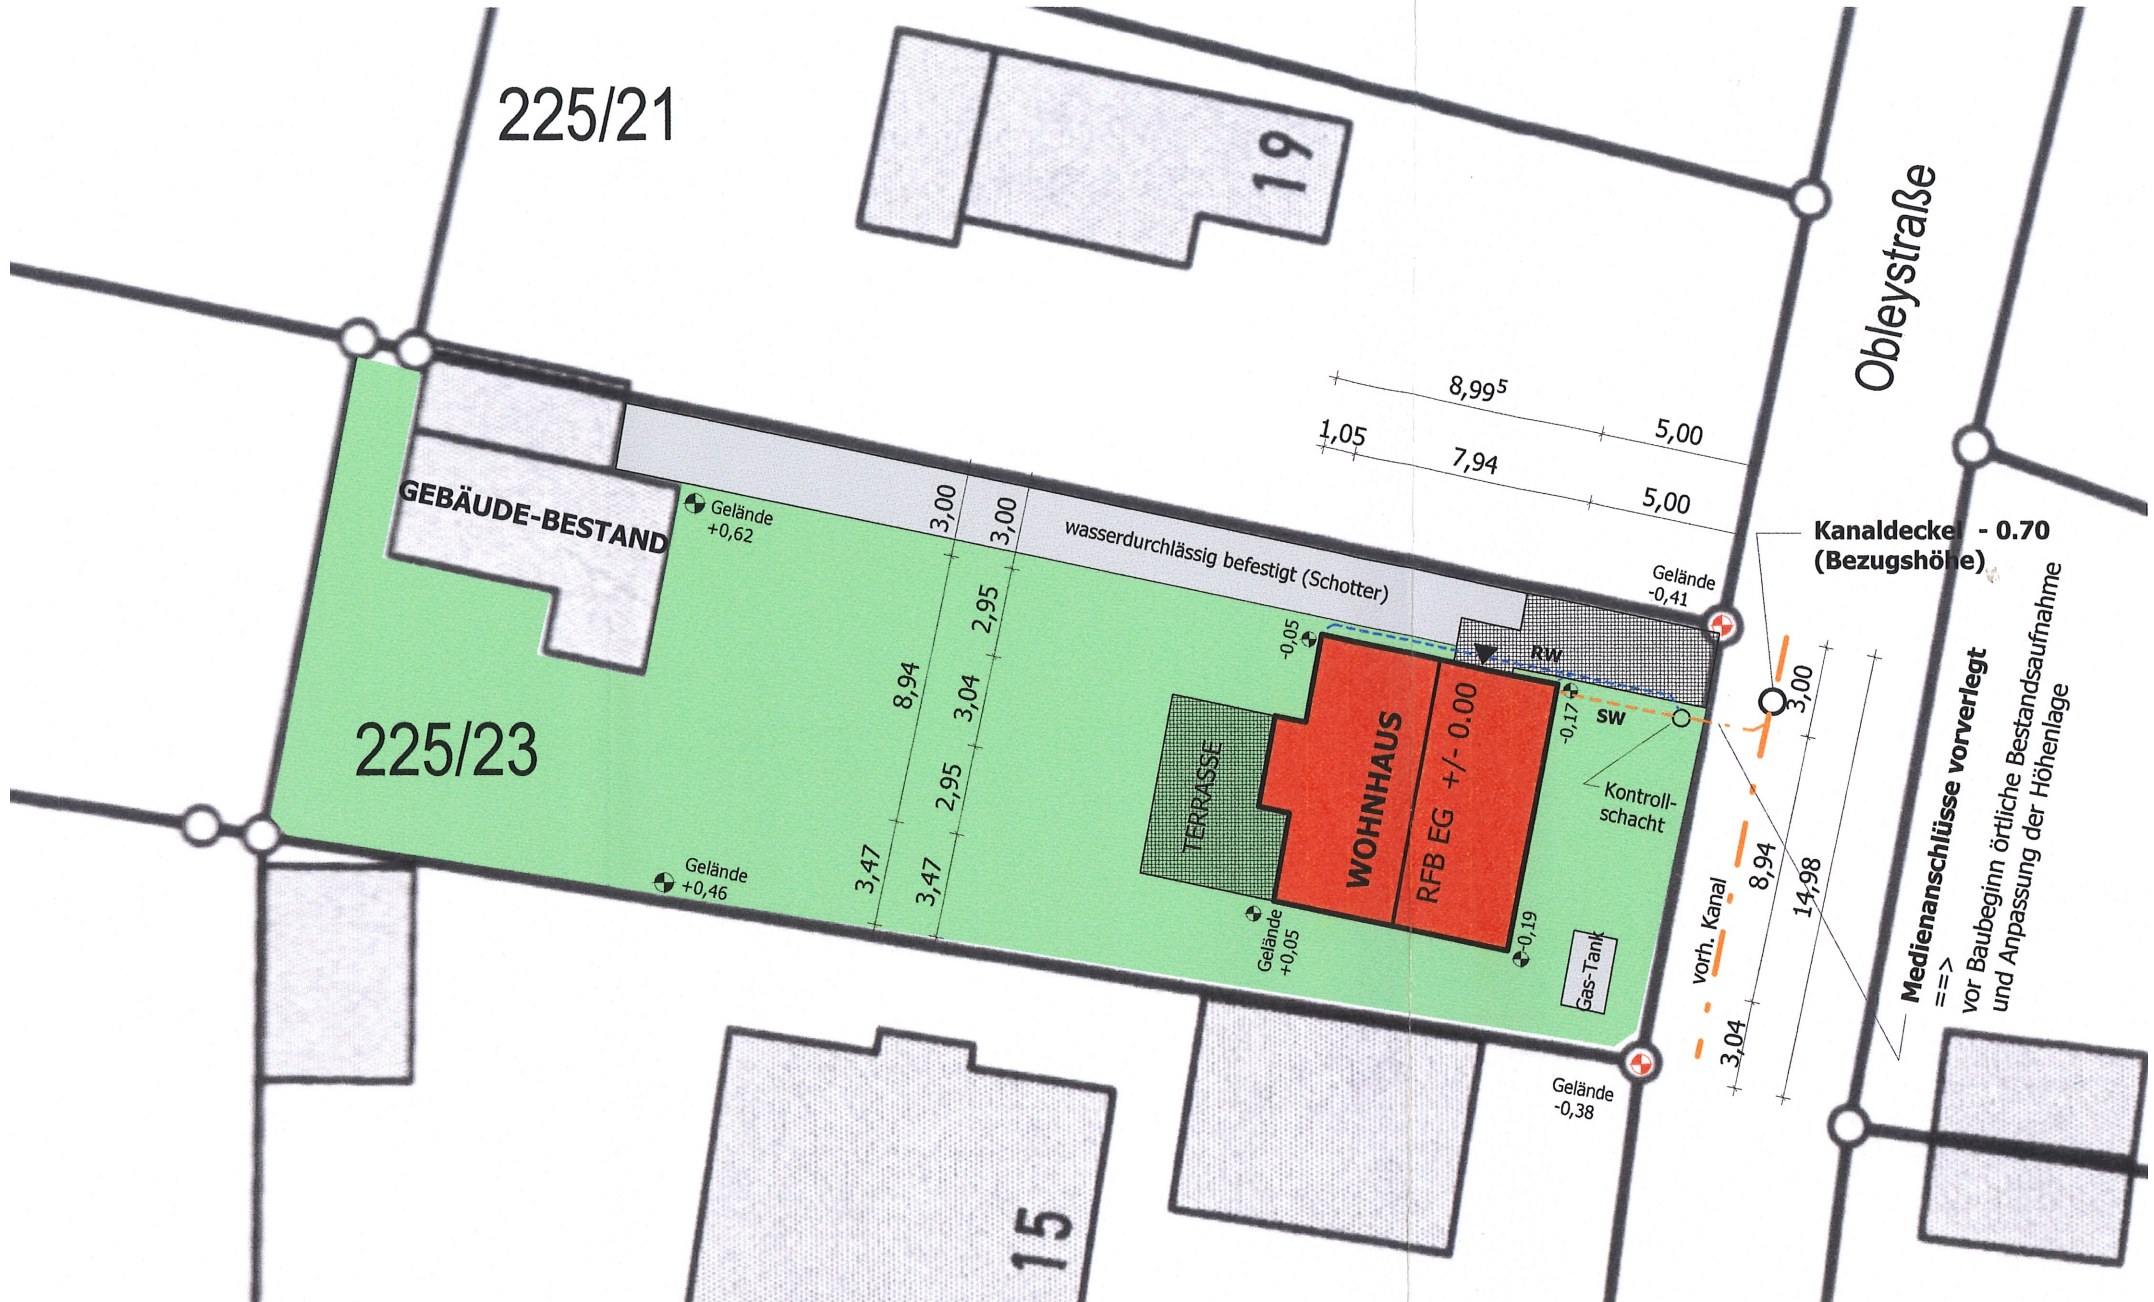 225/21
19
Obleystraße
8,99⁵
5,00
1,05
7,94
5,00
Kanaldeckel - 0.70
(Bezugshöhe)
GEBÄUDE-BESTAND
Gelände
+0,62
3,00
3,00
wasserdurchlässig befestigt (Schotter)
Gelände
-0,41
2,95
8,94
3,04
2,95
3,47
3,47
-0,05
RW
SW
-0,17
3,00
225/23
TERRASSE
WOHNHAUS
RFB EG +/- 0.00
Kontroll-
schacht
Medienanschlüsse vorverlegt
==>
vor Baubeginn örtliche Bestandsaufnahme
und Anpassung der Höhenlage
8,94
14,98
vorh. Kanal
Gelände
+0,46
Gelände
+0,05
-0,19
Gas-Tank
3,04
Gelände
-0,38
15